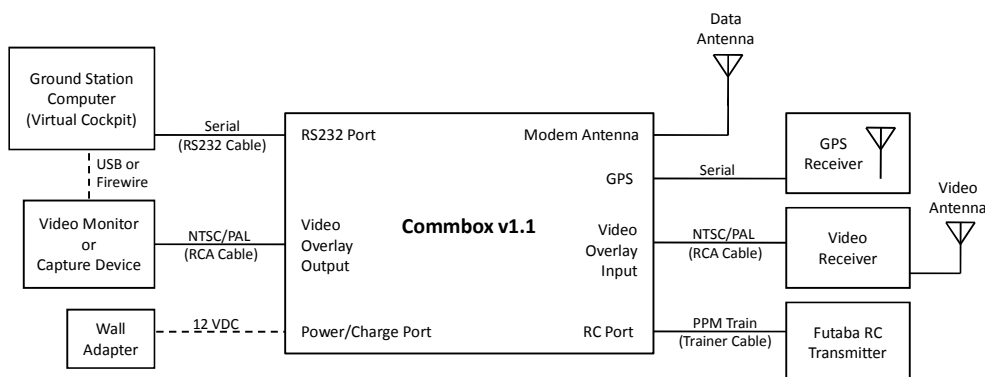 Data
Antenna
Ground Station
Computer
(Virtual Cockpit)
Serial
(RS232 Cable)
RS232 Port
Modem Antenna
GPS
Serial
GPS
Receiver
USB or
Firewire
Video
Antenna
Video Monitor
or
Capture Device
NTSC/PAL
(RCA Cable)
Video
Overlay
Output
Commbox v1.1
Video
Overlay
Input
NTSC/PAL
(RCA Cable)
Video
Receiver
Wall
Adapter
12 VDC
Power/Charge Port
RC Port
PPM Train
(Trainer Cable)
Futaba RC
Transmitter